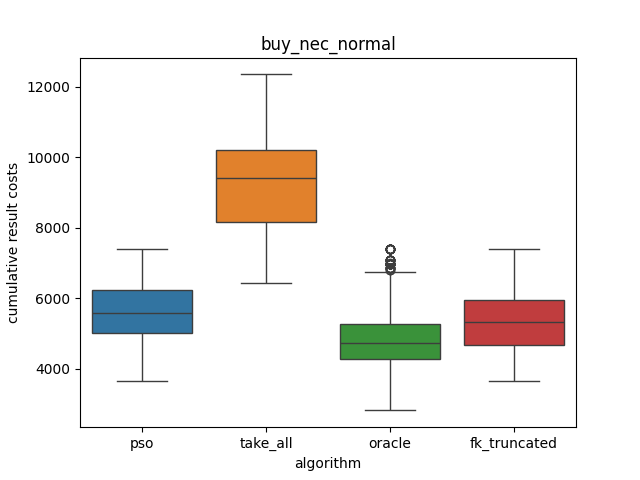 buy_nec_normal
cumulative result costs
12000
10000
8000
6000
4000
pso
take_all
oracle
fk_truncated
algorithm